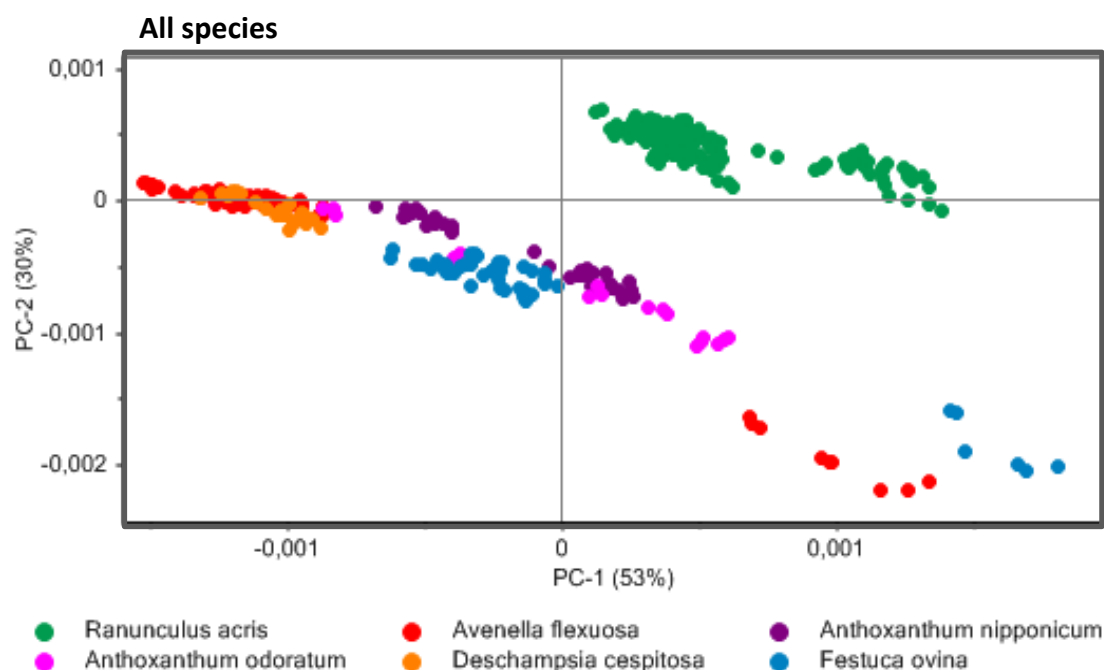 All species
0,001
0
-0,001
-0,002
PC-2 (30%)
-0,001 0 0,001
PC-1 (53%)
Ranunculus acris Avenella flexuosa Anthoxanthum nipponicum
Anthoxanthum odoratum Deschampsia cespitosa Festuca ovina